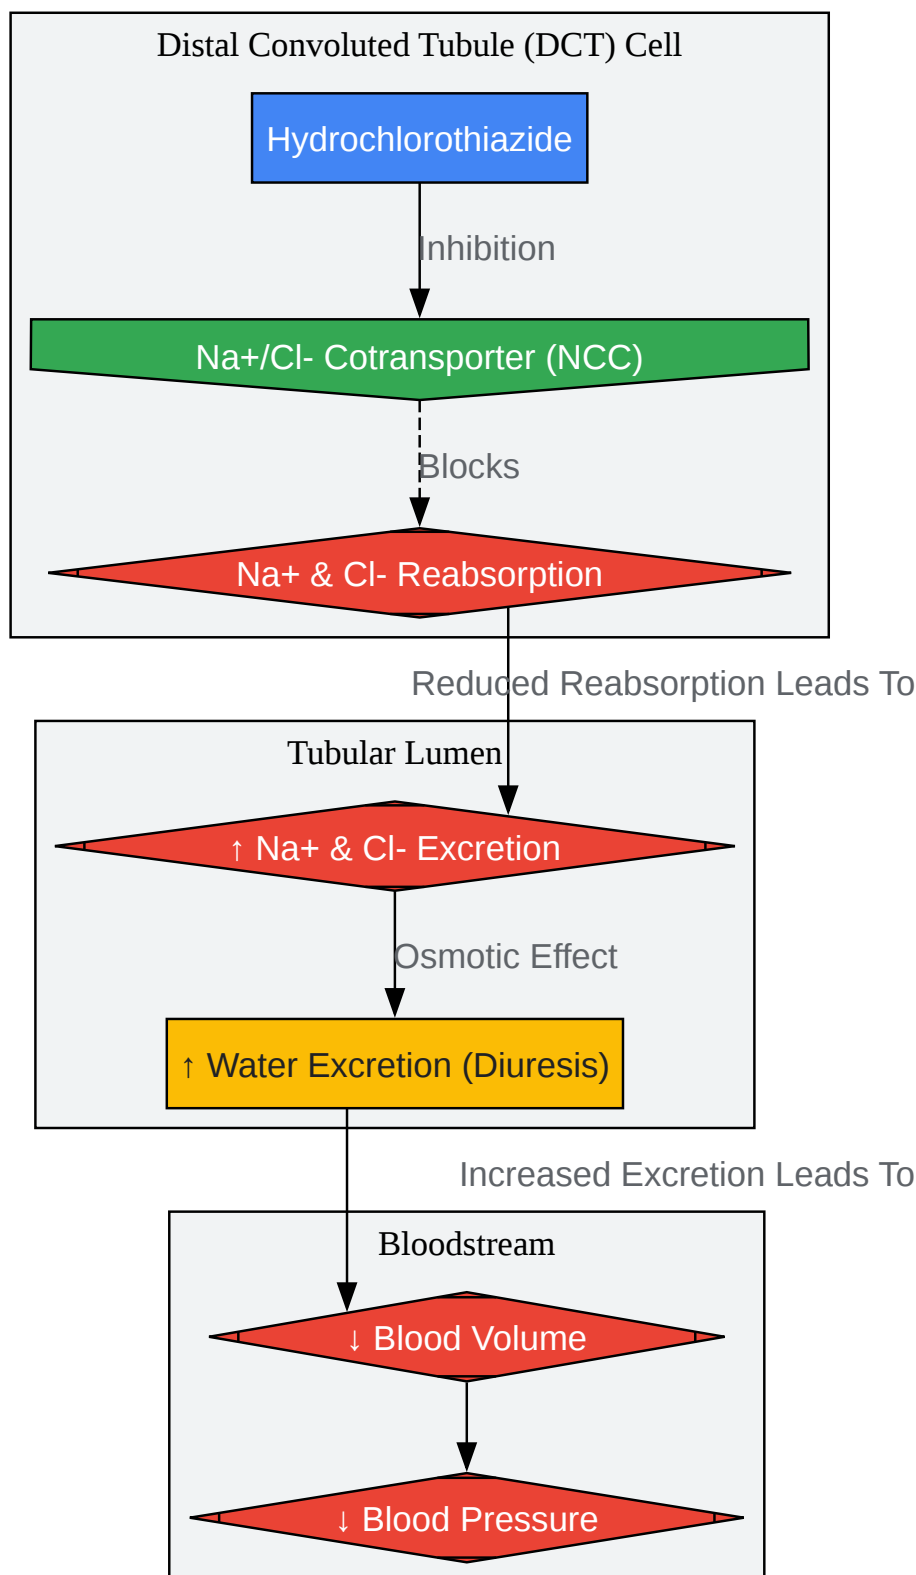 Distal Convoluted Tubule (DCT) Cell
Hydrochlorothiazide
Inhibition
Na+/Cl- Cotransporter (NCC)
Blocks
Na+ & Cl- Reabsorption
Reduced Reabsorption Leads To
Tubular Lumen
↑ Na+ & Cl- Excretion
Osmotic Effect
↑ Water Excretion (Diuresis)
Increased Excretion Leads To
Bloodstream
↓ Blood Volume
↓ Blood Pressure